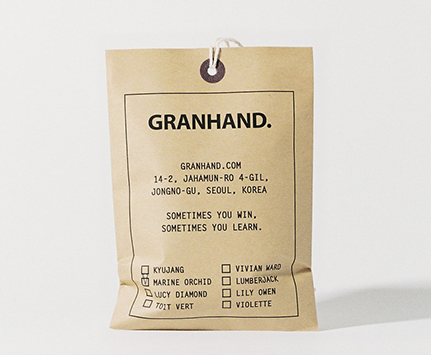 GRANHAND.
GRANHAND.COM
14-2, JAHAMUN-RO 4-GIL,
JONGNO-GU, SEOUL, KOREA
SOMETIMES YOU WIN,
SOMETIMES YOU LEARN.
KYUJANG
MARINE ORCHID
LUCY DIAMOND
TOIT VERT
VIVIAN WARD
LUMBERJACK
LILY OWEN
VIOLETTE